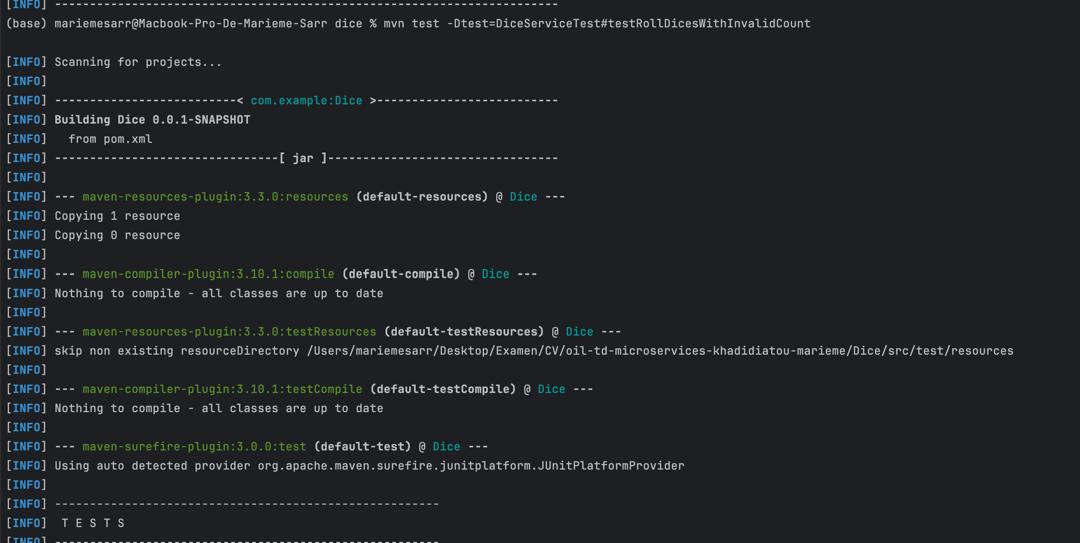 [INFO] ------------------------------------------------------------------------
(base) mariemesarr@Macbook-Pro-De-Marieme-Sarr dice % mvn test -Dtest=DiceServiceTest#testRollDicesWithInvalidCount
[INFO] Scanning for projects...
[INFO]
[INFO] --------------------------< com.example:Dice >--------------------------
[INFO] Building Dice 0.0.1-SNAPSHOT
[INFO]   from pom.xml
[INFO] --------------------------------[ jar ]---------------------------------
[INFO]
[INFO] --- maven-resources-plugin:3.3.0:resources (default-resources) @ Dice ---
[INFO] Copying 1 resource
[INFO] Copying 0 resource
[INFO]
[INFO] --- maven-compiler-plugin:3.10.1:compile (default-compile) @ Dice ---
[INFO] Nothing to compile - all classes are up to date
[INFO]
[INFO] --- maven-resources-plugin:3.3.0:testResources (default-testResources) @ Dice ---
[INFO] skip non existing resourceDirectory /Users/mariemesarr/Desktop/Examen/CV/oil-td-microservices-khadidiatou-marieme/Dice/src/test/resources
[INFO]
[INFO] --- maven-compiler-plugin:3.10.1:testCompile (default-testCompile) @ Dice ---
[INFO] Nothing to compile - all classes are up to date
[INFO]
[INFO] --- maven-surefire-plugin:3.0.0:test (default-test) @ Dice ---
[INFO] Using auto detected provider org.apache.maven.surefire.junitplatform.JUnitPlatformProvider
[INFO]
[INFO] -------------------------------------------------------
[INFO]  T E S T S
[INFO] -------------------------------------------------------